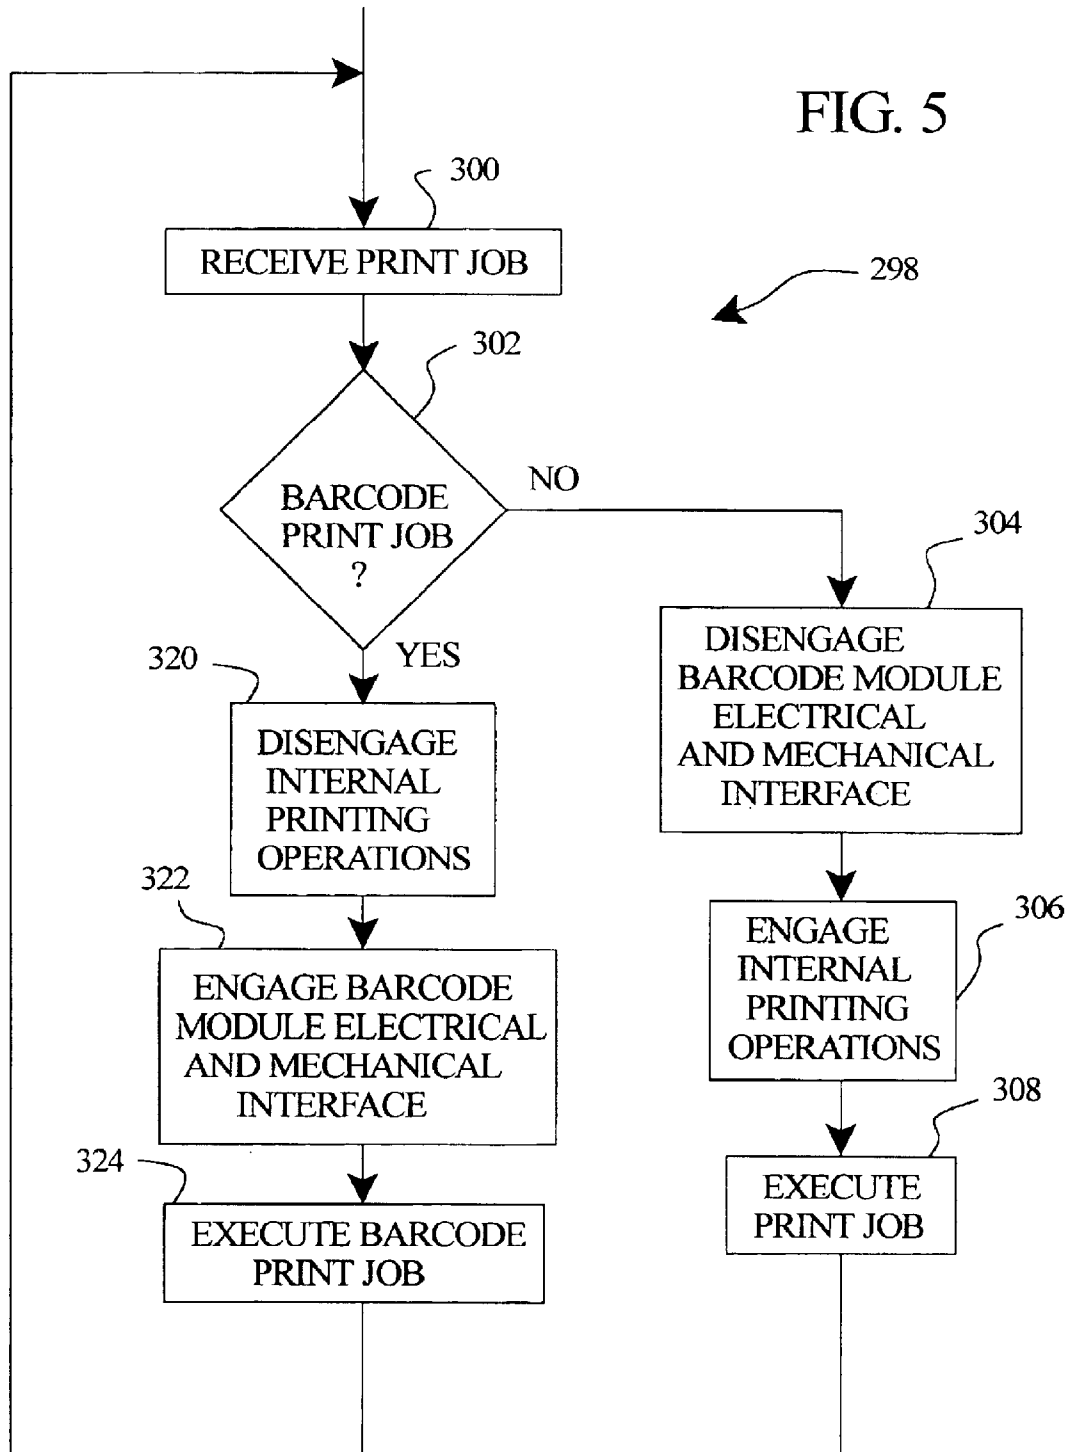 FIG. 5
300
RECEIVE PRINT JOB
298
302
BARCODE
PRINT JOB
?
NO
YES
304
DISENGAGE
BARCODE MODULE
ELECTRICAL
AND MECHANICAL
INTERFACE
320
DISENGAGE
INTERNAL
PRINTING
OPERATIONS
322
ENGAGE BARCODE
MODULE ELECTRICAL
AND MECHANICAL
INTERFACE
306
ENGAGE
INTERNAL
PRINTING
OPERATIONS
308
EXECUTE
PRINT JOB
324
EXECUTE BARCODE
PRINT JOB